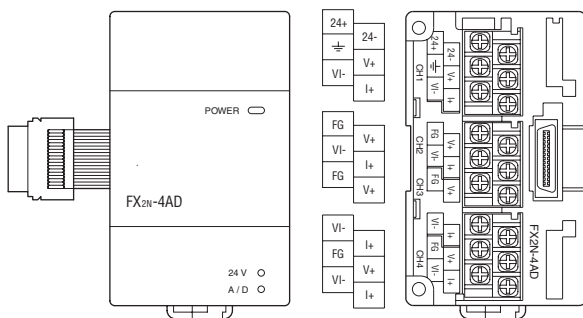 POWER
FX2N-4AD
24 V
A / D
24+
24-
⏚
V+
VI-
I+
FG
V+
VI-
I+
FG
V+
VI-
I+
FG
V+
VI-
I+
CH1
24+
24-
⏚
V+
VI-
I+
CH2
FG
V+
VI-
I+
CH3
FG
V+
VI-
I+
CH4
FG
V+
VI-
I+
FX2N-4AD